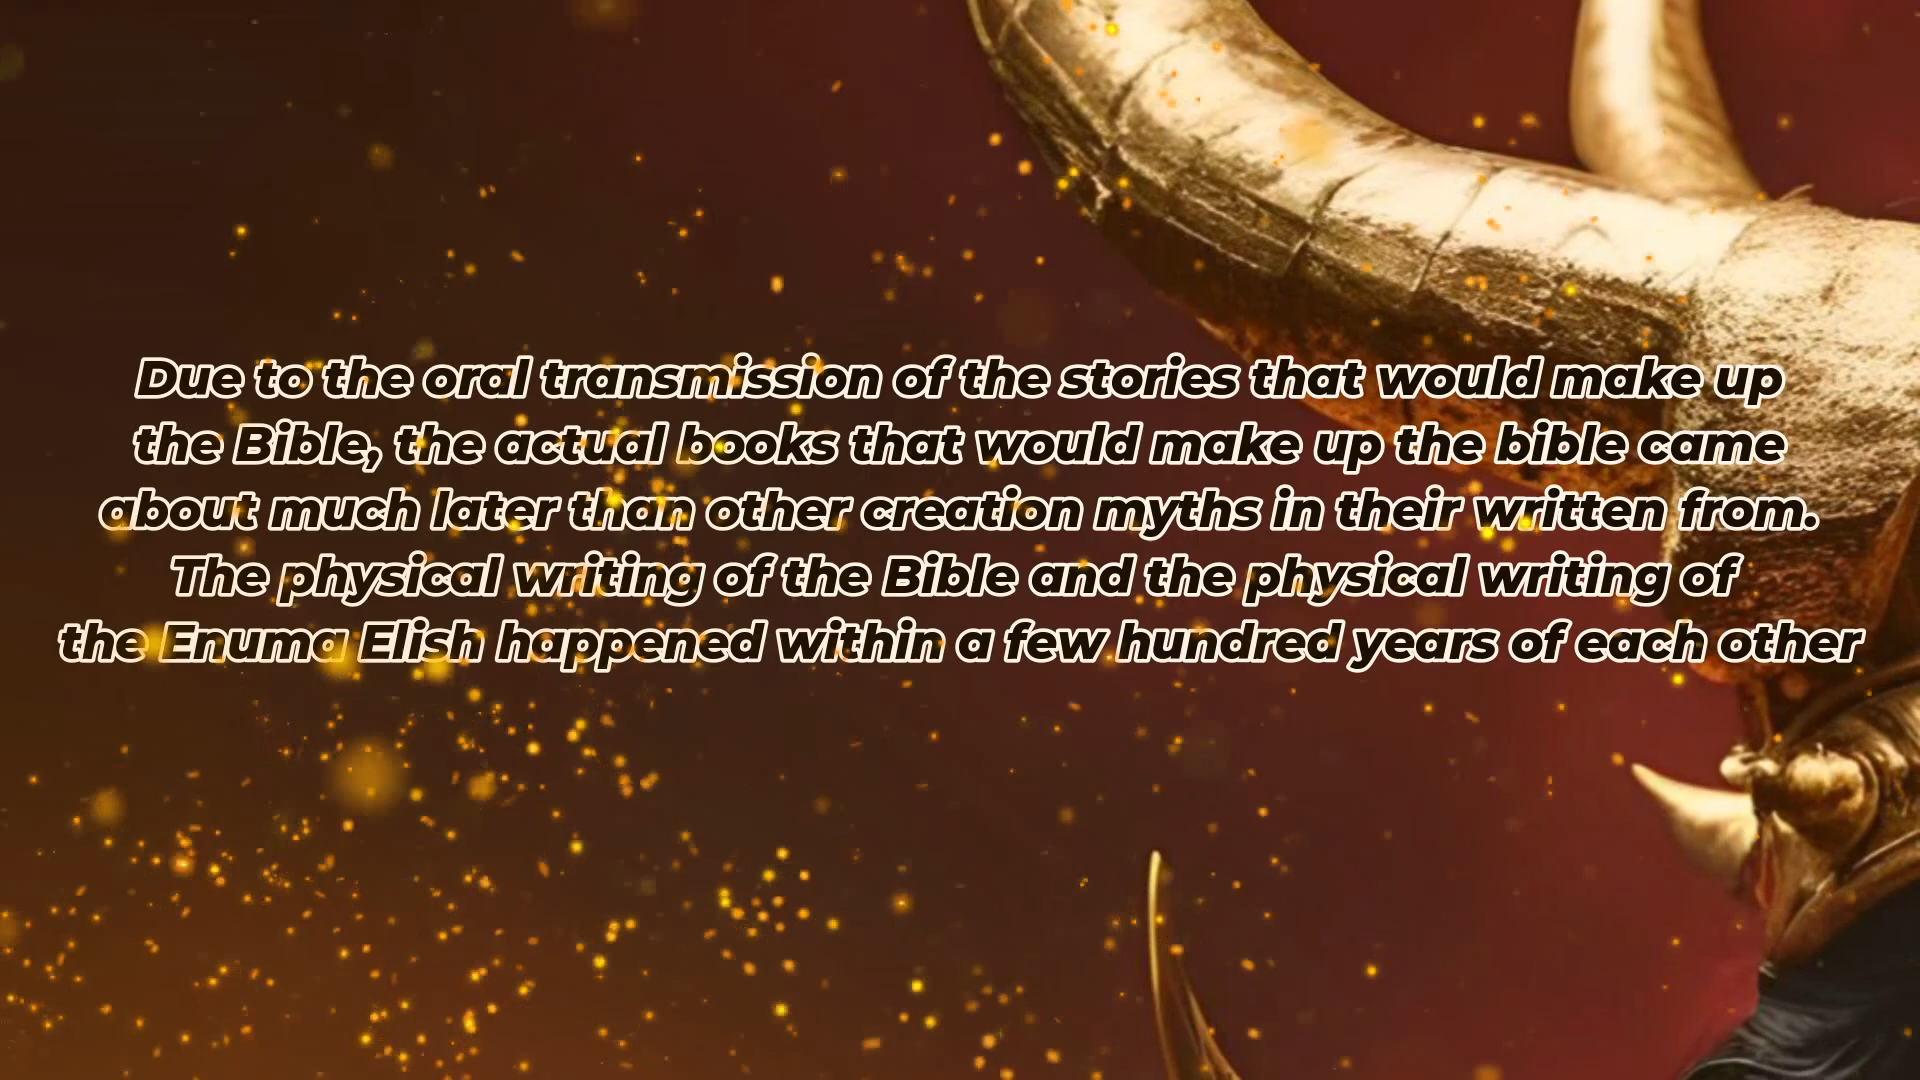 Due to the oral transmission of the stories that would make up
the Bible, the actual books that would make up the bible came
about much later than other creation myths in their written from.
The physical writing of the Bible and the physical writing of
the Enuma Elish happened within a few hundred years of each other